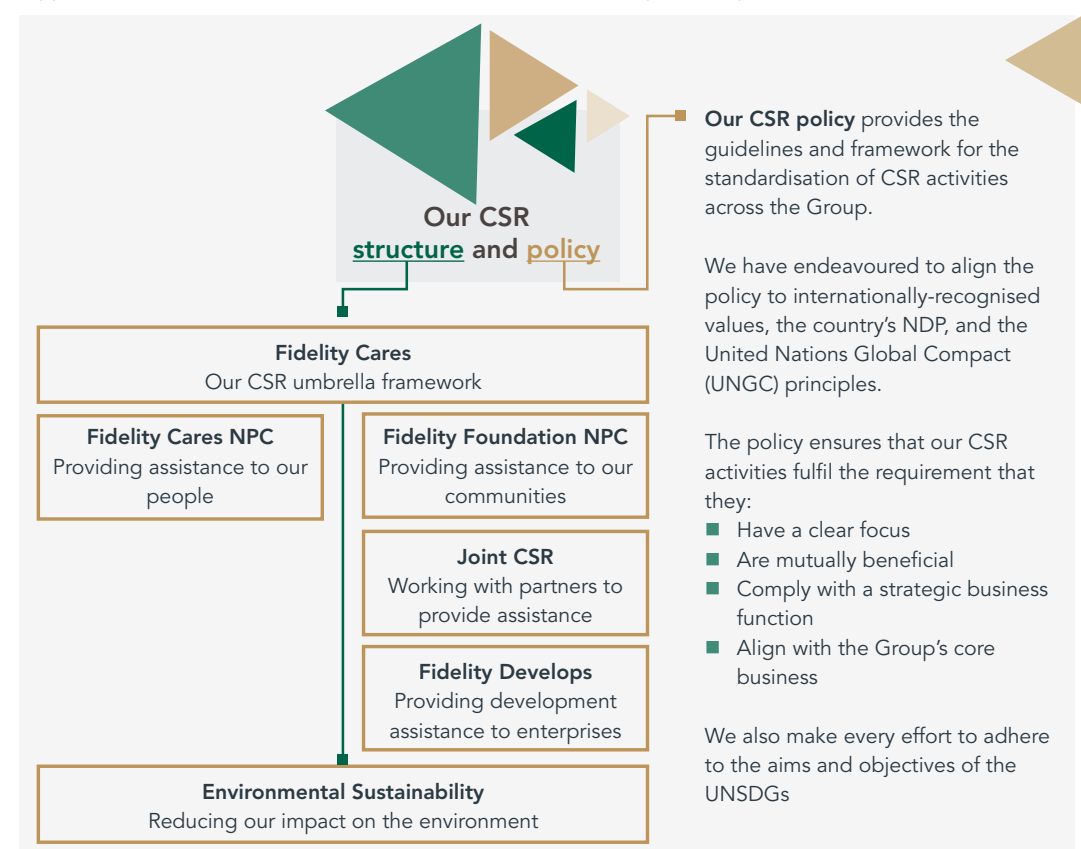 Our CSR
structure and policy
Fidelity Cares
Our CSR umbrella framework
Fidelity Cares NPC
Providing assistance to our
people
Fidelity Foundation NPC
Providing assistance to our
communities
Joint CSR
Working with partners to
provide assistance
Fidelity Develops
Providing development
assistance to enterprises
Environmental Sustainability
Reducing our impact on the environment
Our CSR policy provides the
guidelines and framework for the
standardisation of CSR activities
across the Group.
We have endeavoured to align the
policy to internationally-recognised
values, the country's NDP, and the
United Nations Global Compact
(UNGC) principles.
The policy ensures that our CSR
activities fulfil the requirement that
they:
Have a clear focus
Are mutually beneficial
Comply with a strategic business
function
Align with the Group's core
business
We also make every effort to adhere
to the aims and objectives of the
UNSDGs